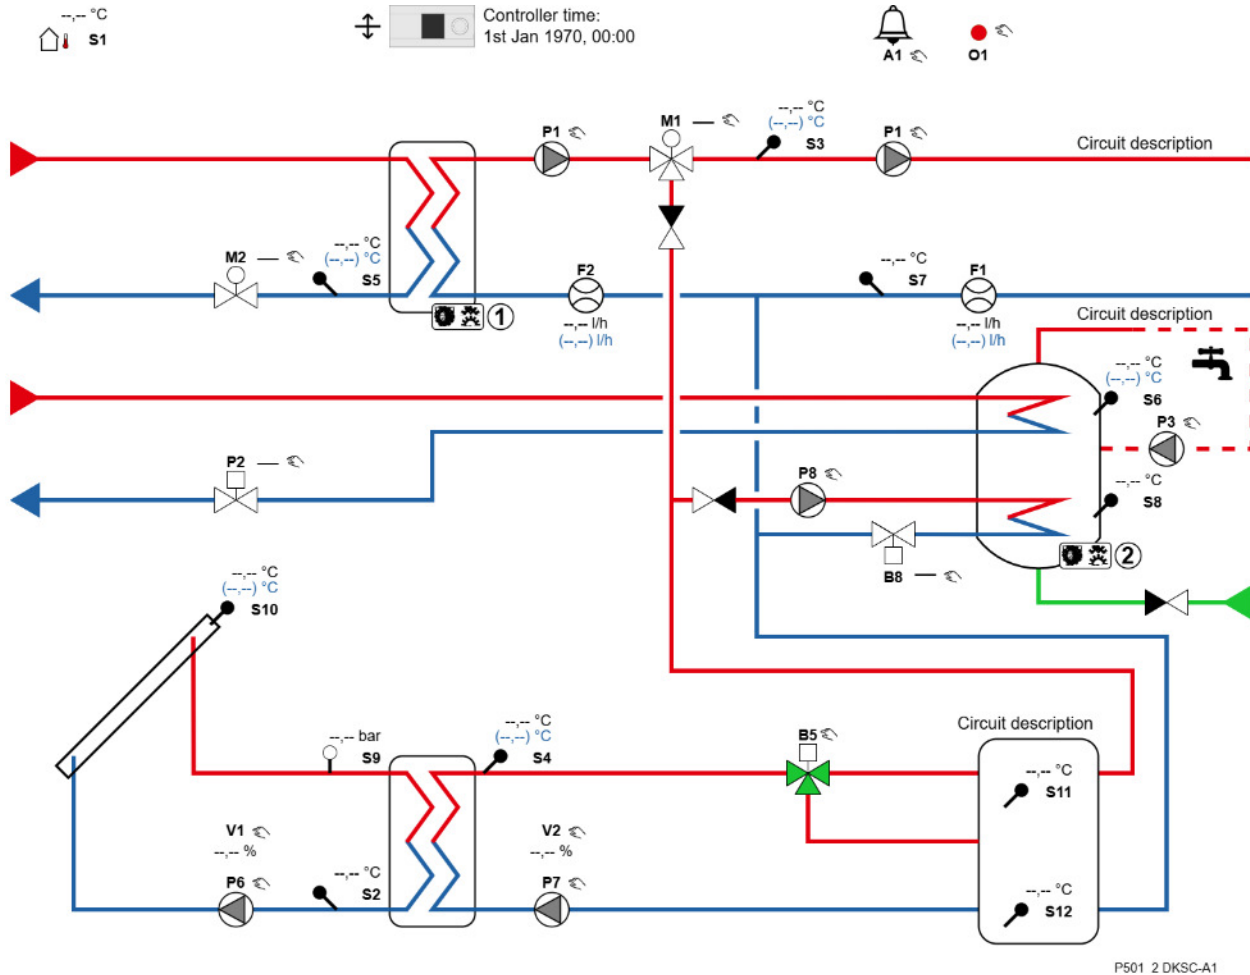 --,-- °C
S1
Controller time:
1st Jan 1970, 00:00
A1
O1
P1
M1
--,-- °C
(--,--) °C
S3
P1
Circuit description
M2
--,-- °C
(--,--) °C
S5
F2
--,-- l/h
(--,--) l/h
--,-- °C
S7
F1
--,-- l/h
(--,--) l/h
1
Circuit description
--,-- °C
(--,--) °C
S6
P3
P2
P8
--,-- °C
S8
B8
2
--,-- °C
(--,--) °C
S10
--,-- bar
S9
--,-- °C
(--,--) °C
S4
B5
Circuit description
--,-- °C
S11
V1
--,-- %
V2
--,-- %
P6
--,-- °C
S2
P7
--,-- °C
S12
P501 2 DKSC-A1